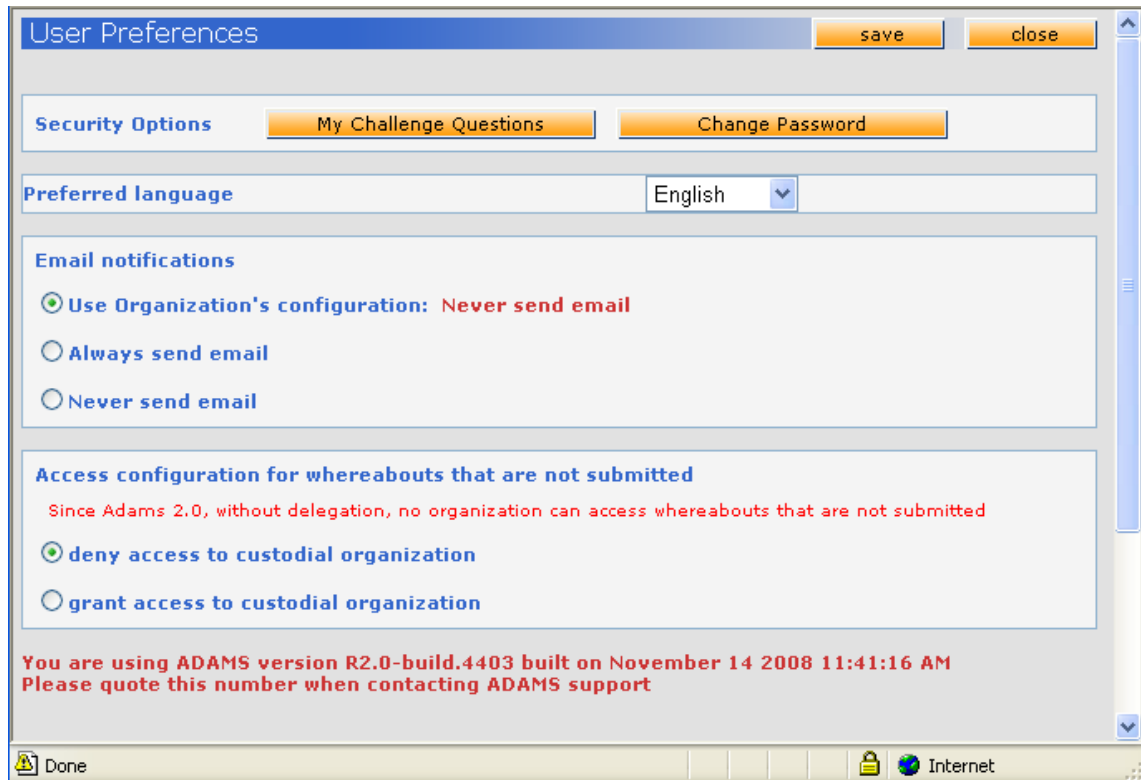 User Preferences save close
Security Options My Challenge Questions Change Password
Preferred language English
Email notifications
Use Organization's configuration: Never send email
Always send email
Never send email
Access configuration for whereabouts that are not submitted
Since Adams 2.0, without delegation, no organization can access whereabouts that are not submitted
deny access to custodial organization
grant access to custodial organization
You are using ADAMS version R2.0-build.4403 built on November 14 2008 11:41:16 AM
Please quote this number when contacting ADAMS support
Done Internet